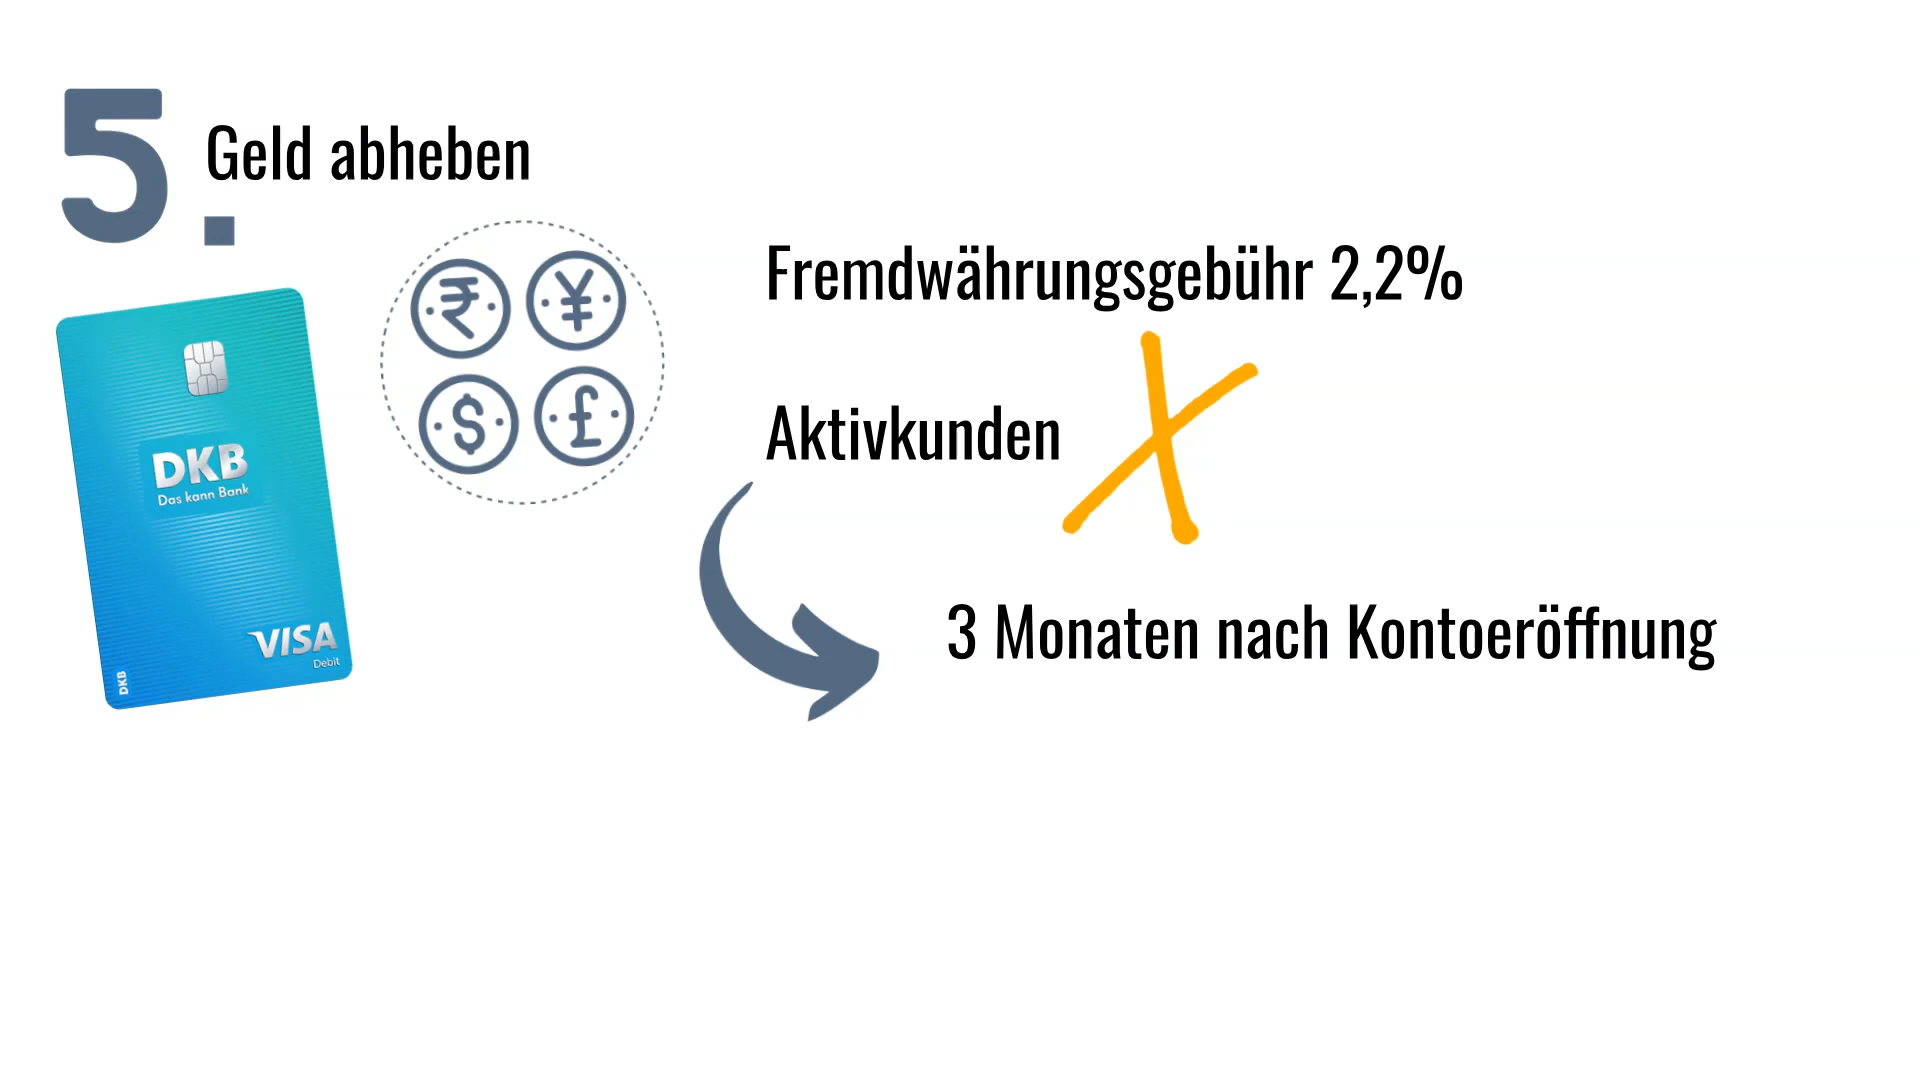 5.
Geld abheben
Fremdwährungsgebühr 2,2%
Aktivkunden
3 Monaten nach Kontoeröffnung
₹
¥
$
£
DKB
Das kann Bank
VISA
Debit
DKB